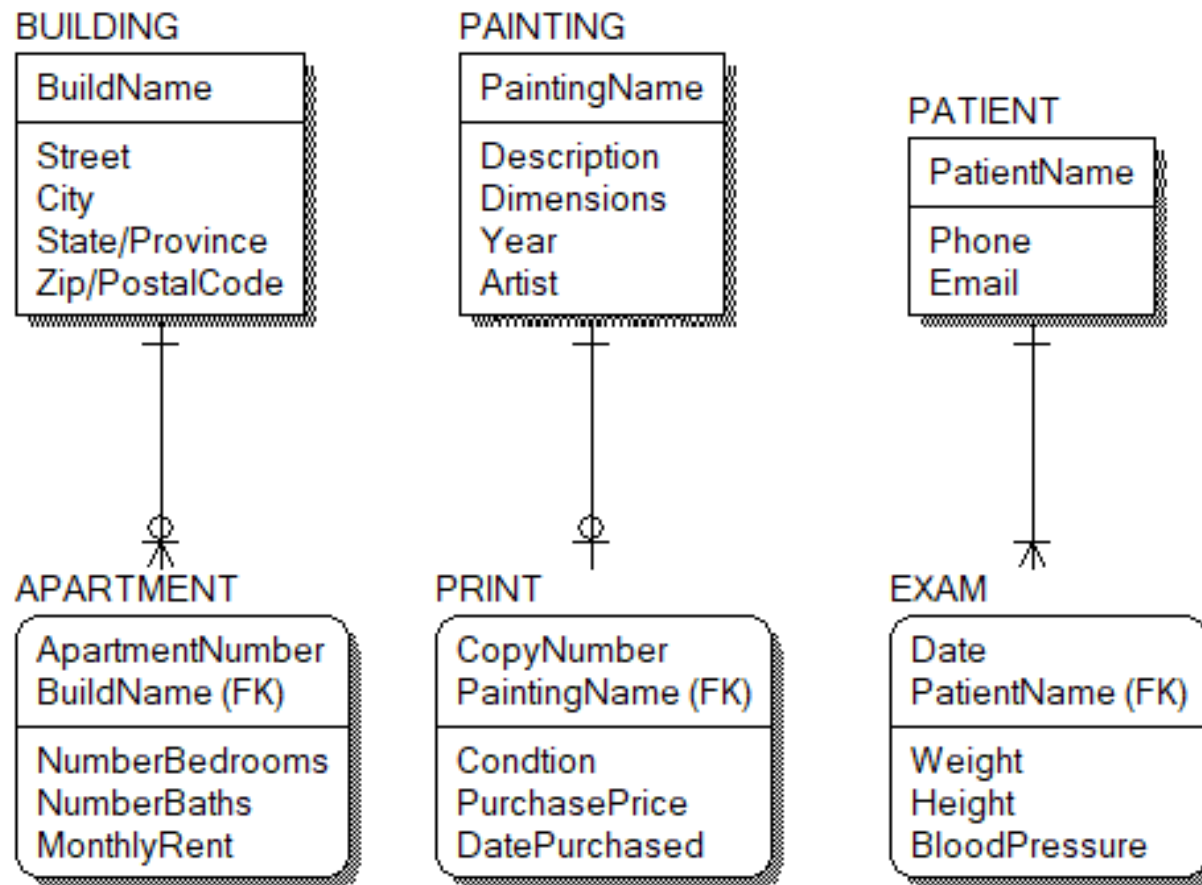 BUILDING
BuildName
Street
City
State/Province
Zip/PostalCode
PAINTING
PaintingName
Description
Dimensions
Year
Artist
PATIENT
PatientName
Phone
Email
APARTMENT
ApartmentNumber
BuildName (FK)
NumberBedrooms
NumberBaths
MonthlyRent
PRINT
CopyNumber
PaintingName (FK)
Condtion
PurchasePrice
DatePurchased
EXAM
Date
PatientName (FK)
Weight
Height
BloodPressure